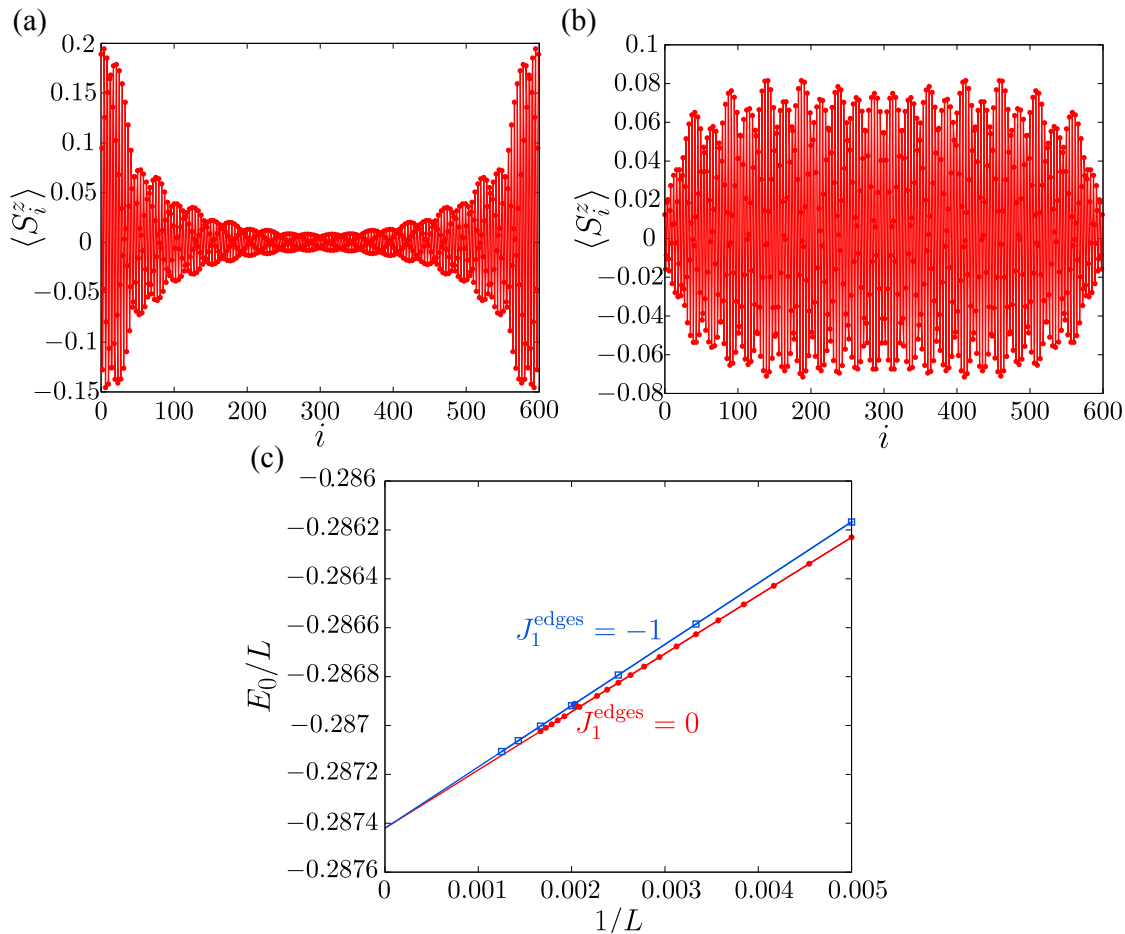 (a)
0.2
0.15
0.1
0.05
0
−0.05
−0.1
−0.15
⟨S_i^z⟩
0 100 200 300 400 500 600
i
(b)
0.1
0.08
0.06
0.04
0.02
0
−0.02
−0.04
−0.06
−0.08
⟨S_i^z⟩
0 100 200 300 400 500 600
i
(c)
−0.286
−0.2862
−0.2864
−0.2866
−0.2868
−0.287
−0.2872
−0.2874
−0.2876
E_0/L
J_1^edges = −1
J_1^edges = 0
0 0.001 0.002 0.003 0.004 0.005
1/L